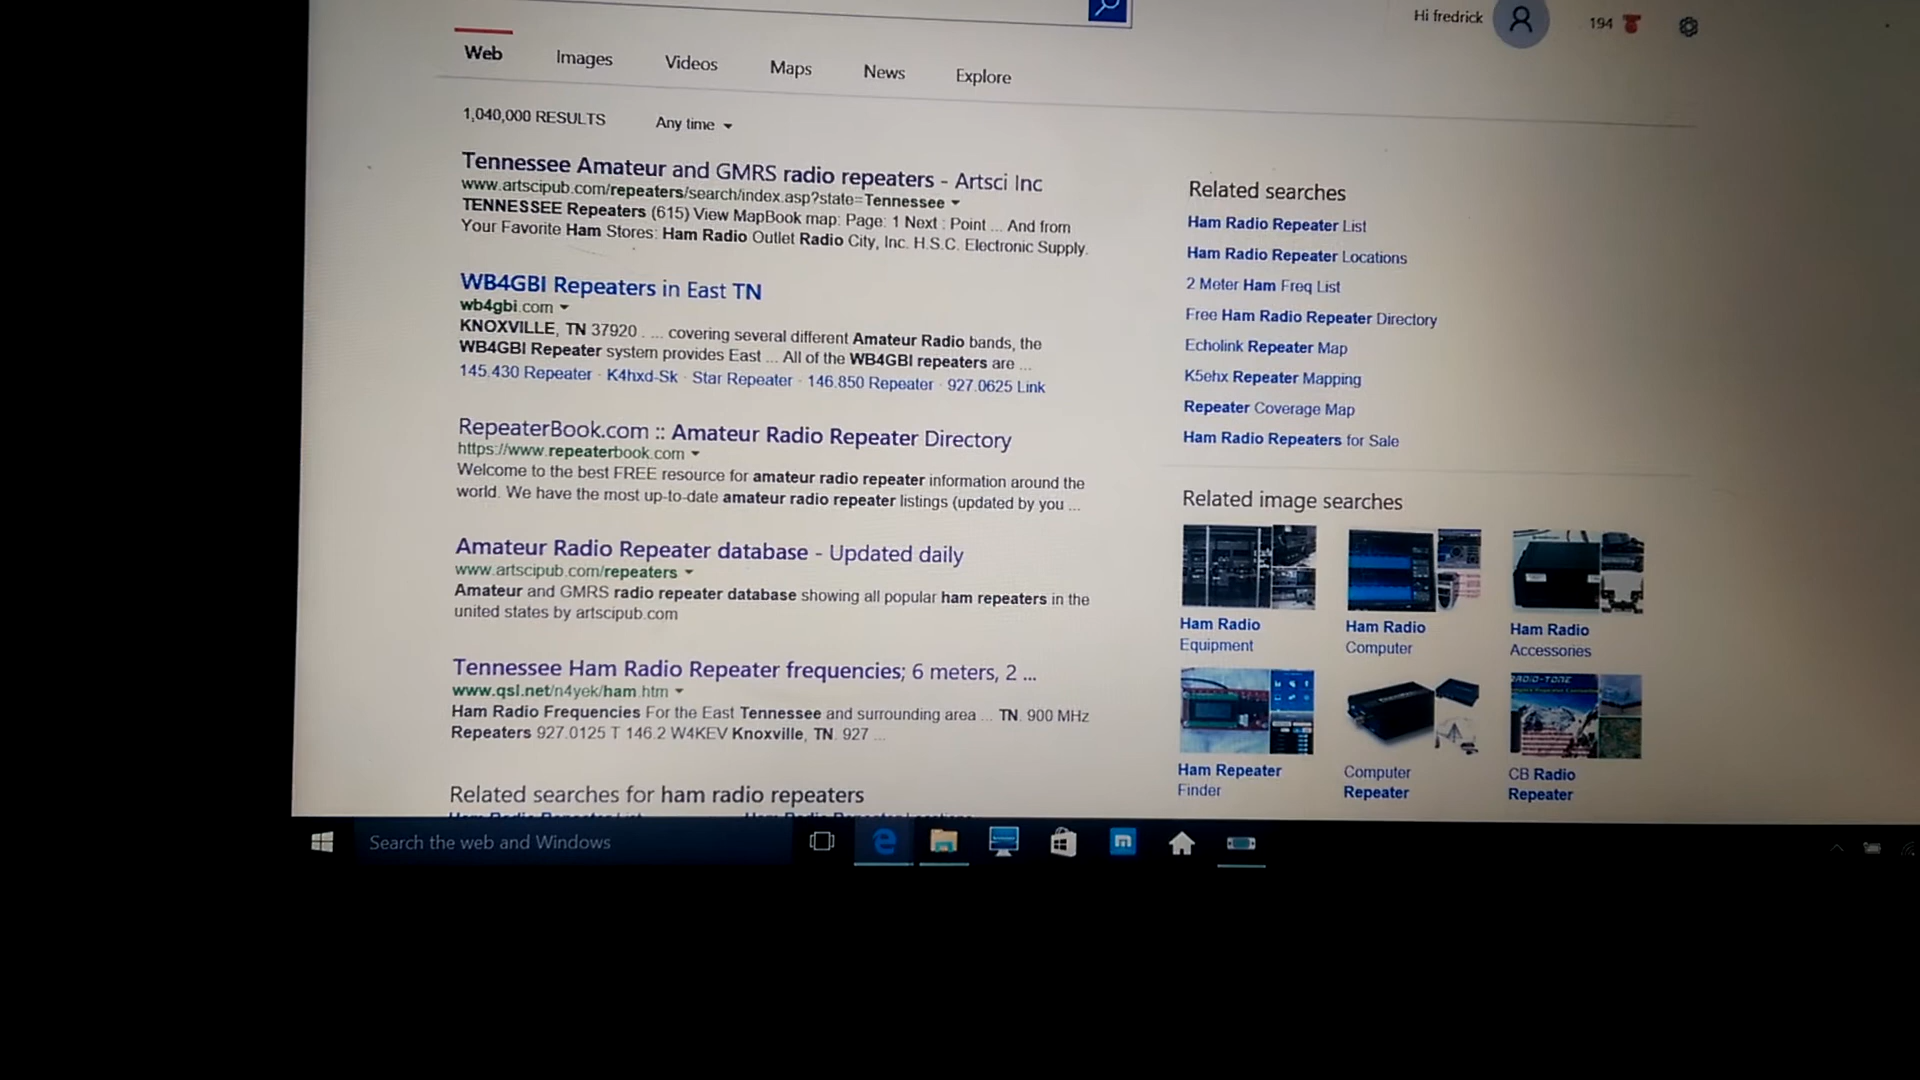 Hi fredrick
194
Web
Images
Videos
Maps
News
Explore
1,040,000 RESULTS
Any time
Tennessee Amateur and GMRS radio repeaters - Artsci Inc
www.artscipub.com/repeaters/search/index.asp?state=Tennessee
TENNESSEE Repeaters (615) View MapBook map: Page: 1 Next : Point ... And from
Your Favorite Ham Stores: Ham Radio Outlet Radio City, Inc. H.S.C. Electronic Supply.
WB4GBI Repeaters in East TN
wb4gbi.com
KNOXVILLE, TN 37920 . ... covering several different Amateur Radio bands, the
WB4GBI Repeater system provides East ... All of the WB4GBI repeaters are ...
145.430 Repeater · K4hxd-Sk · Star Repeater · 146.850 Repeater · 927.0625 Link
RepeaterBook.com :: Amateur Radio Repeater Directory
https://www.repeaterbook.com
Welcome to the best FREE resource for amateur radio repeater information around the
world. We have the most up-to-date amateur radio repeater listings (updated by you ...
Amateur Radio Repeater database - Updated daily
www.artscipub.com/repeaters
Amateur and GMRS radio repeater database showing all popular ham repeaters in the
united states by artscipub.com
Tennessee Ham Radio Repeater frequencies; 6 meters, 2 ...
www.qsl.net/n4yek/ham.htm
Ham Radio Frequencies For the East Tennessee and surrounding area ... TN. 900 MHz
Repeaters 927.0125 T 146.2 W4KEV Knoxville, TN. 927 ...
Related searches for ham radio repeaters
Related searches
Ham Radio Repeater List
Ham Radio Repeater Locations
2 Meter Ham Freq List
Free Ham Radio Repeater Directory
Echolink Repeater Map
K5ehx Repeater Mapping
Repeater Coverage Map
Ham Radio Repeaters for Sale
Related image searches
Ham Radio
Equipment
Ham Radio
Computer
Ham Radio
Accessories
RADIO-TONE
Ham Repeater
Finder
Computer
Repeater
CB Radio
Repeater
Search the web and Windows